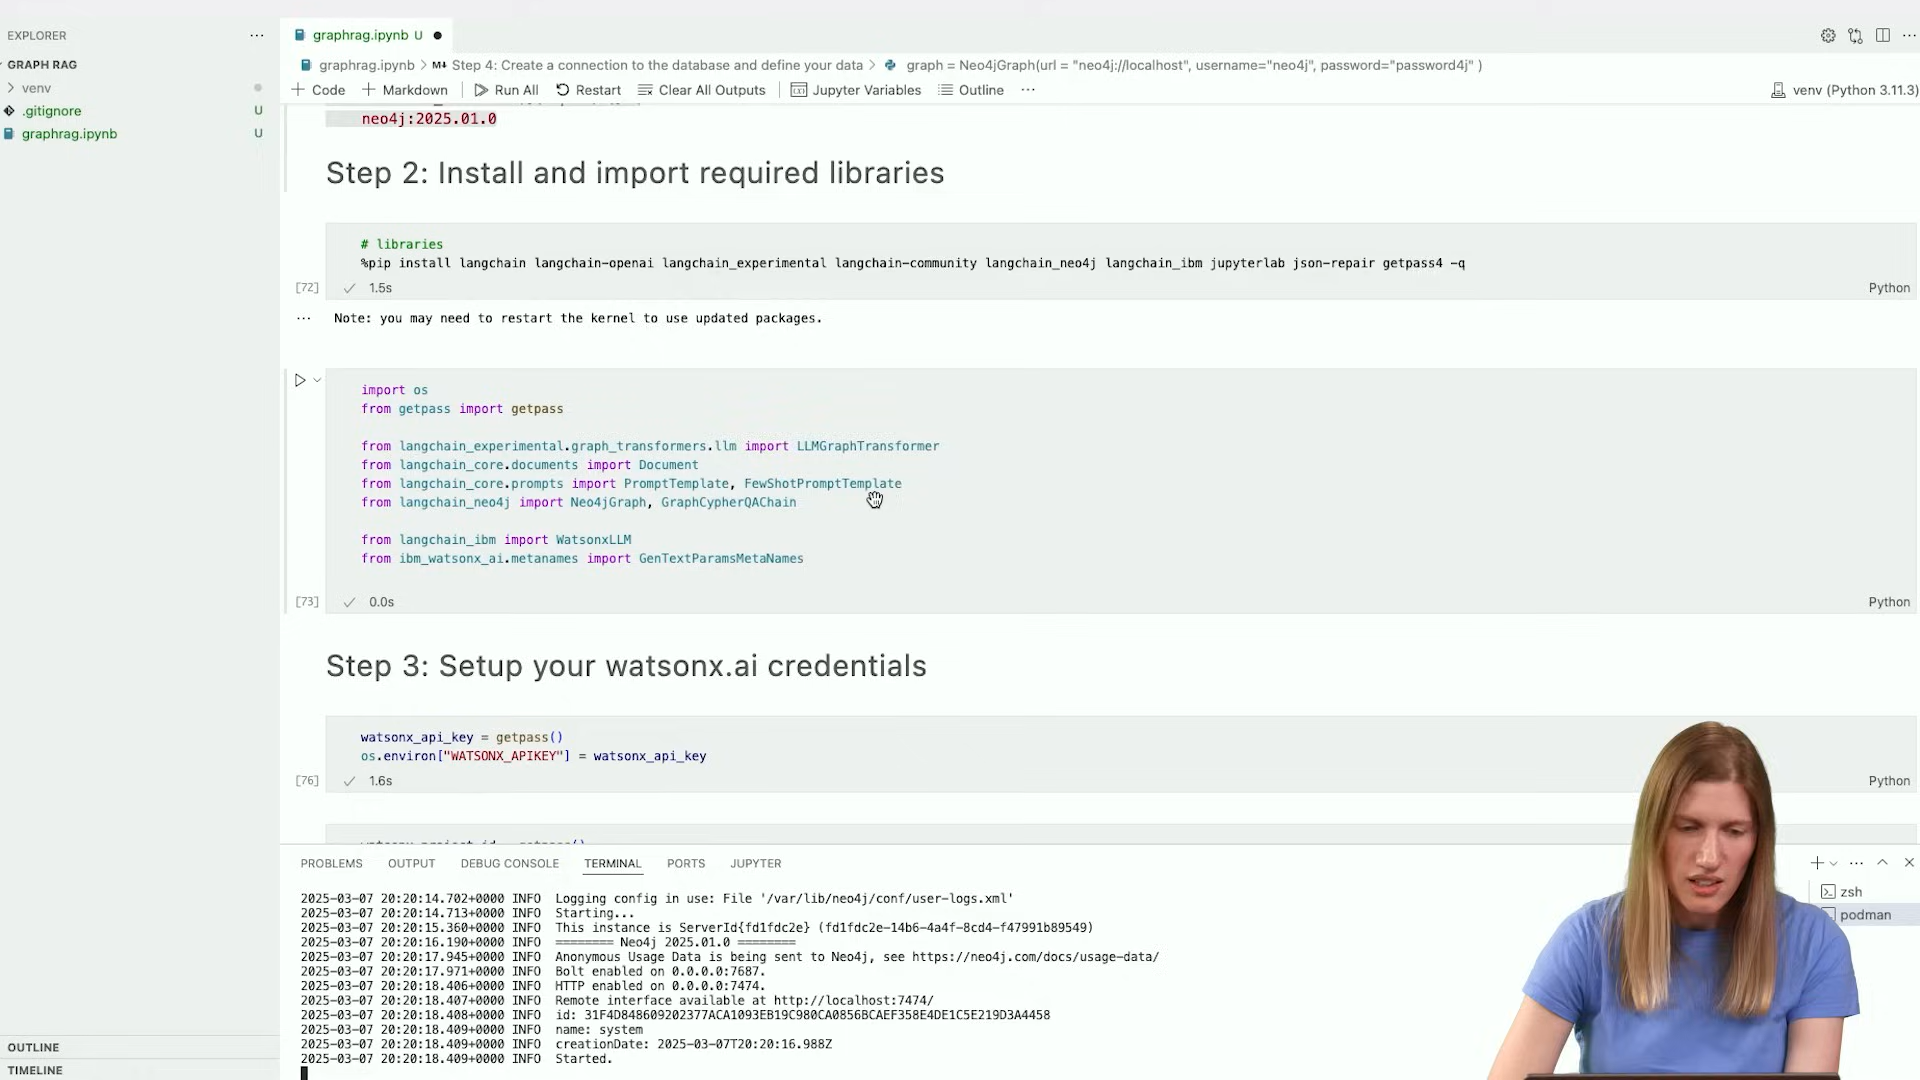 EXPLORER
GRAPH RAG
venv
.gitignore U
graphrag.ipynb U
OUTLINE
TIMELINE
graphrag.ipynb U
graphrag.ipynb > M↓ Step 4: Create a connection to the database and define your data > graph = Neo4jGraph(url = "neo4j://localhost", username="neo4j", password="password4j" )
+ Code + Markdown Run All Restart Clear All Outputs Jupyter Variables Outline ... venv (Python 3.11.3)
neo4j:2025.01.0
Step 2: Install and import required libraries
# libraries
%pip install langchain langchain-openai langchain_experimental langchain-community langchain_neo4j langchain_ibm jupyterlab json-repair getpass4 -q
[72] ✓ 1.5s Python
... Note: you may need to restart the kernel to use updated packages.
import os
from getpass import getpass
from langchain_experimental.graph_transformers.llm import LLMGraphTransformer
from langchain_core.documents import Document
from langchain_core.prompts import PromptTemplate, FewShotPromptTemplate
from langchain_neo4j import Neo4jGraph, GraphCypherQAChain
from langchain_ibm import WatsonxLLM
from ibm_watsonx_ai.metanames import GenTextParamsMetaNames
[73] ✓ 0.0s Python
Step 3: Setup your watsonx.ai credentials
watsonx_api_key = getpass()
os.environ["WATSONX_APIKEY"] = watsonx_api_key
[76] ✓ 1.6s Python
PROBLEMS OUTPUT DEBUG CONSOLE TERMINAL PORTS JUPYTER
2025-03-07 20:20:14.702+0000 INFO Logging config in use: File '/var/lib/neo4j/conf/user-logs.xml'
2025-03-07 20:20:14.713+0000 INFO Starting...
2025-03-07 20:20:15.360+0000 INFO This instance is ServerId{fd1fdc2e} (fd1fdc2e-14b6-4a4f-8cd4-f47991b89549)
2025-03-07 20:20:16.190+0000 INFO ======== Neo4j 2025.01.0 ========
2025-03-07 20:20:17.945+0000 INFO Anonymous Usage Data is being sent to Neo4j, see https://neo4j.com/docs/usage-data/
2025-03-07 20:20:17.971+0000 INFO Bolt enabled on 0.0.0.0:7687.
2025-03-07 20:20:18.406+0000 INFO HTTP enabled on 0.0.0.0:7474.
2025-03-07 20:20:18.407+0000 INFO Remote interface available at http://localhost:7474/
2025-03-07 20:20:18.408+0000 INFO id: 31F4D848609202377ACA1093EB19C980CA0856BCAEF358E4DE1C5E219D3A4458
2025-03-07 20:20:18.409+0000 INFO name: system
2025-03-07 20:20:18.409+0000 INFO creationDate: 2025-03-07T20:20:16.988Z
2025-03-07 20:20:18.409+0000 INFO Started.
zsh
podman